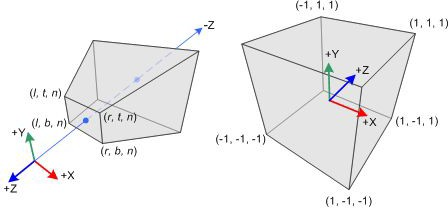 -Z
(l, t, n)
(l, b, n)
(r, t, n)
(r, b, n)
+Y
+X
+Z
(-1, 1, 1)
(1, 1, 1)
+Y
+Z
+X
(-1, -1, -1)
(1, -1, 1)
(1, -1, -1)